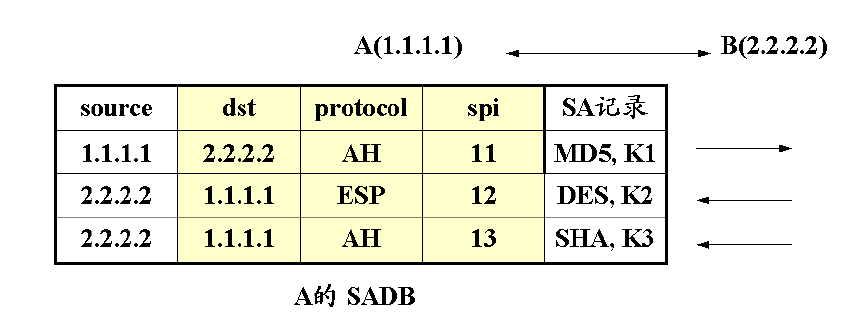 A(1.1.1.1) B(2.2.2.2)
source dst protocol spi SA记录
1.1.1.1 2.2.2.2 AH 11 MD5, K1
2.2.2.2 1.1.1.1 ESP 12 DES, K2
2.2.2.2 1.1.1.1 AH 13 SHA, K3
A的 SADB